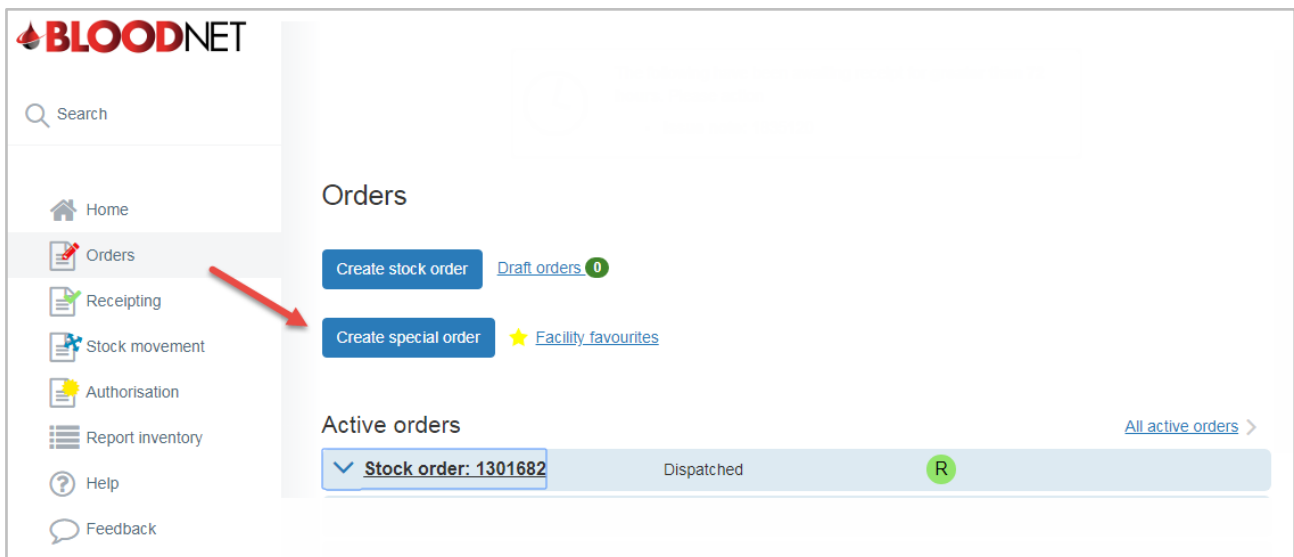 BLOODNET
Search
Home
Orders
Receipting
Stock movement
Authorisation
Report inventory
Help
Feedback
Orders
Create stock order Draft orders 0
Create special order Facility favourites
Active orders All active orders
Stock order: 1301682 Dispatched R